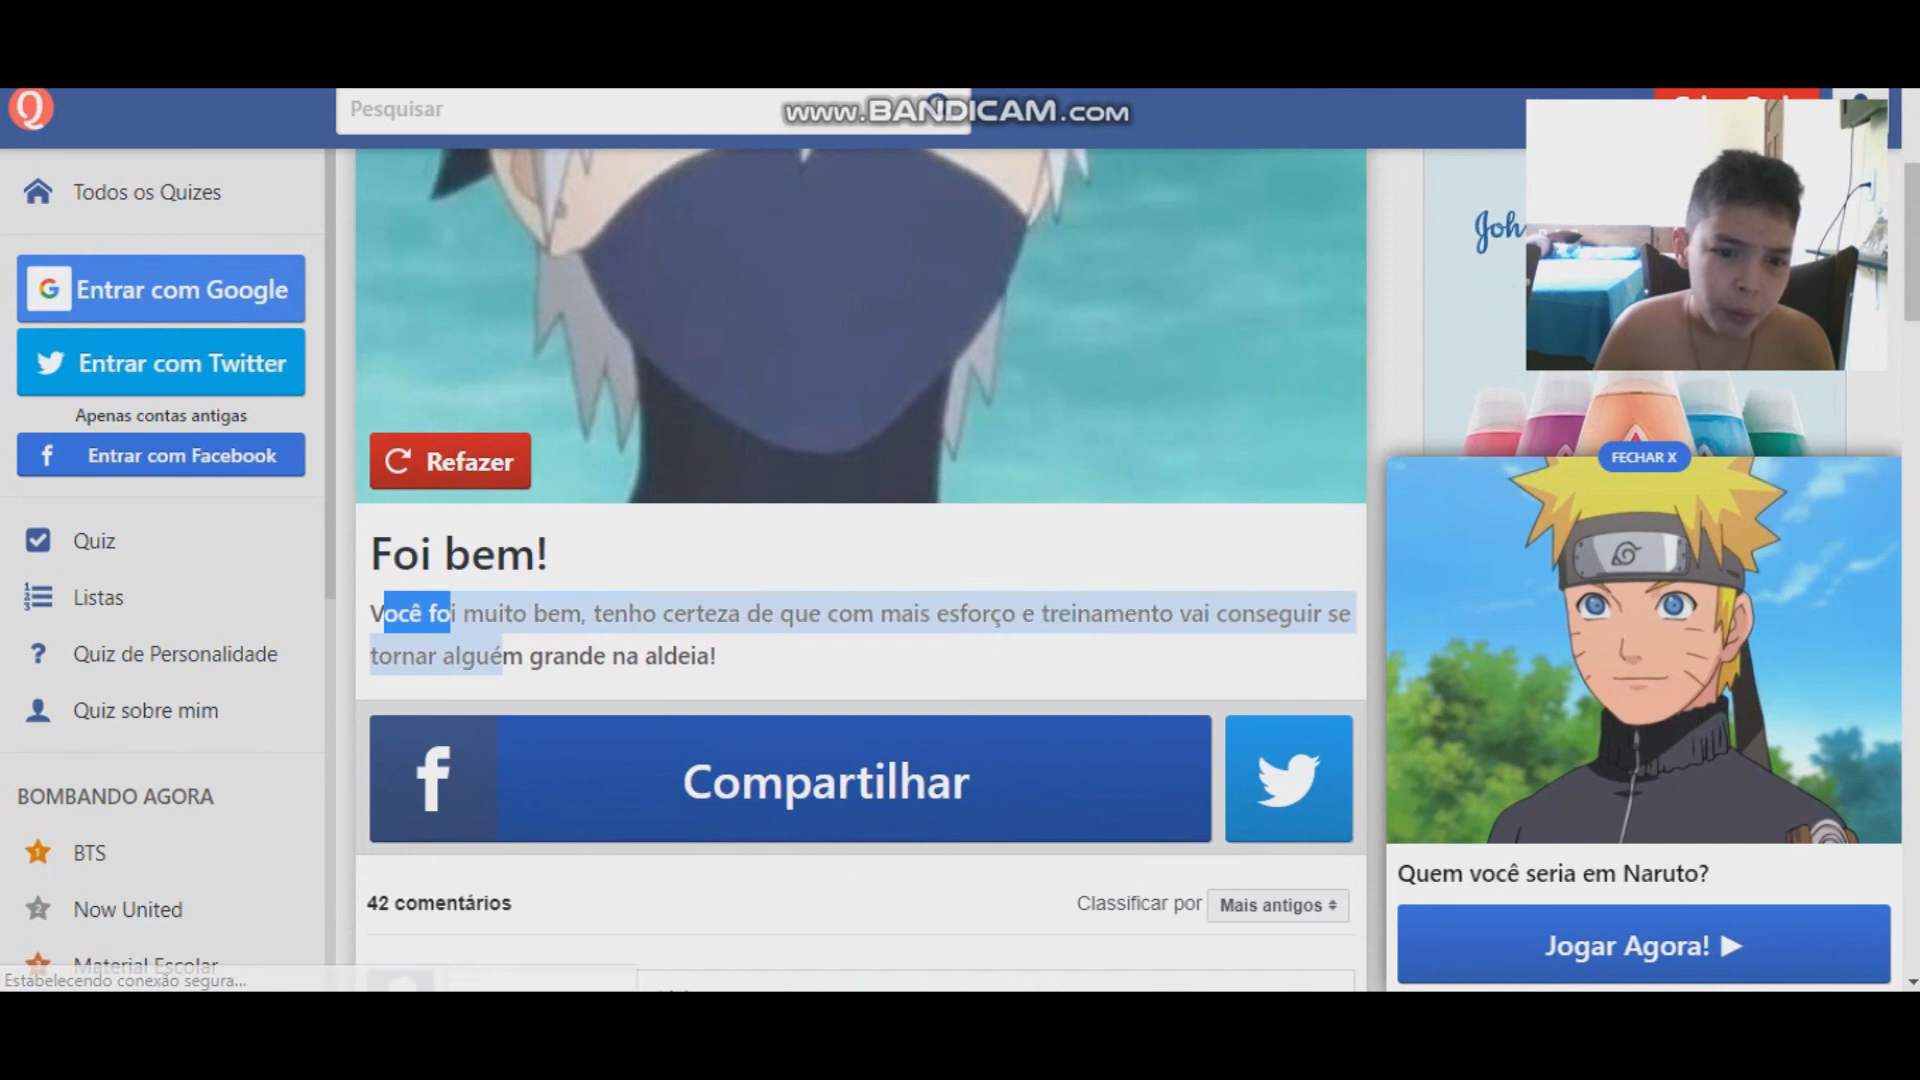 Q
Pesquisar
www.BANDICAM.com
Todos os Quizes
Joh
G Entrar com Google
Entrar com Twitter
Apenas contas antigas
f Entrar com Facebook
Refazer
FECHAR X
Quiz
Foi bem!
Listas
Você foi muito bem, tenho certeza de que com mais esforço e treinamento vai conseguir se
tornar alguém grande na aldeia!
Quiz de Personalidade
Quiz sobre mim
f Compartilhar
BOMBANDO AGORA
1 BTS
Quem você seria em Naruto?
42 comentários
Classificar por Mais antigos
2 Now United
Jogar Agora!
Material Escolar
Estabelecendo conexão segura...